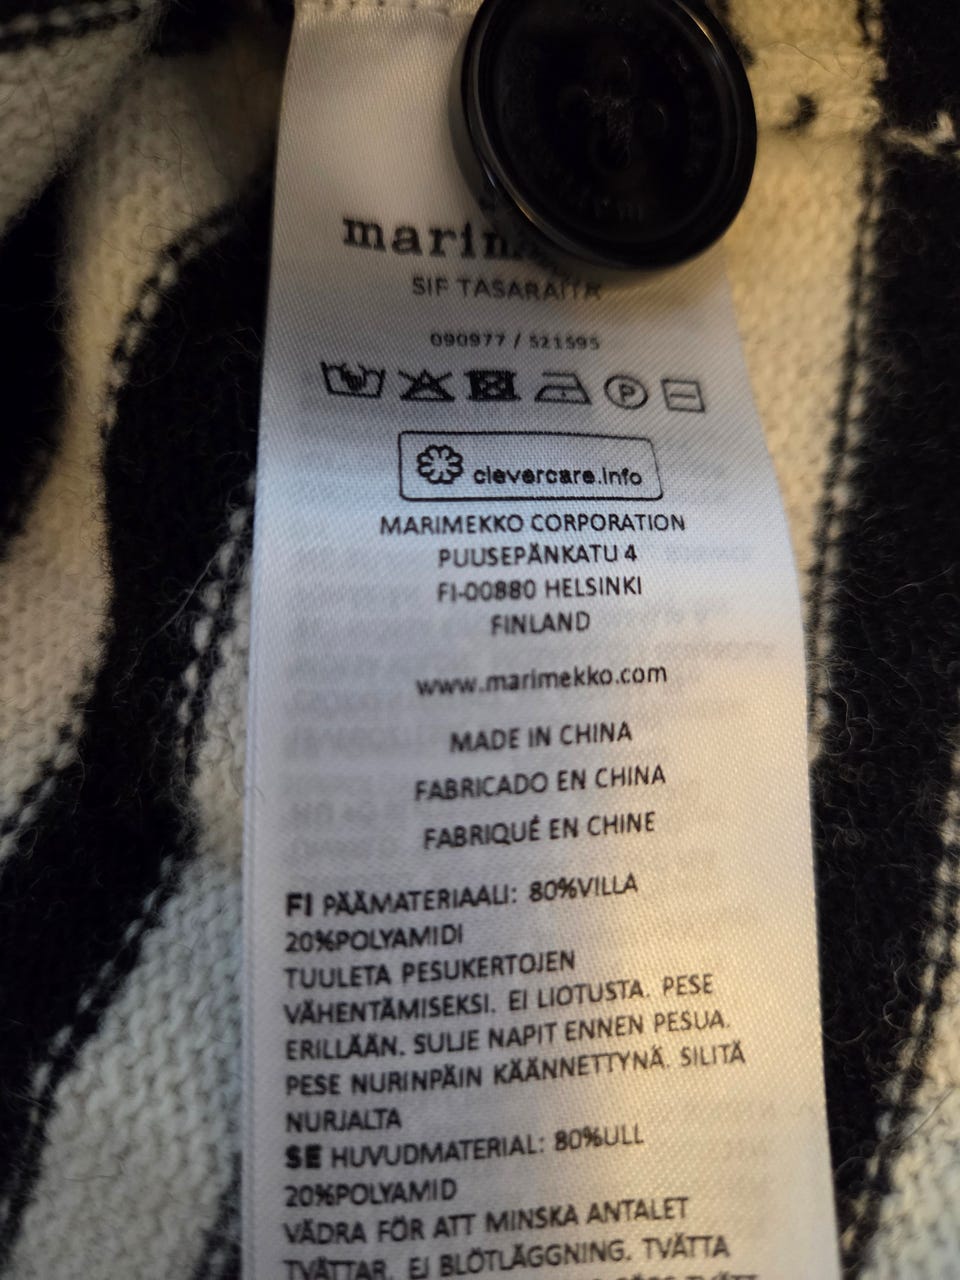 SIF TASARAITA
090977 / 521595
P
clevercare.info
MARIMEKKO CORPORATION
PUUSEPÄNKATU 4
FI-00880 HELSINKI
FINLAND
www.marimekko.com
MADE IN CHINA
FABRICADO EN CHINA
FABRIQUÉ EN CHINE
FI PÄÄMATERIAALI: 80%VILLA
20%POLYAMIDI
TUULETA PESUKERTOJEN
VÄHENTÄMISEKSI. EI LIOTUSTA. PESE
ERILLÄÄN. SULJE NAPIT ENNEN PESUA.
PESE NURINPÄIN KÄÄNNETTYNÄ. SILITÄ
NURJALTA
SE HUVUDMATERIAL: 80%ULL
20%POLYAMID
VÄDRA FÖR ATT MINSKA ANTALET
TVÄTTAR. EJ BLÖTLÄGGNING. TVÄTTA